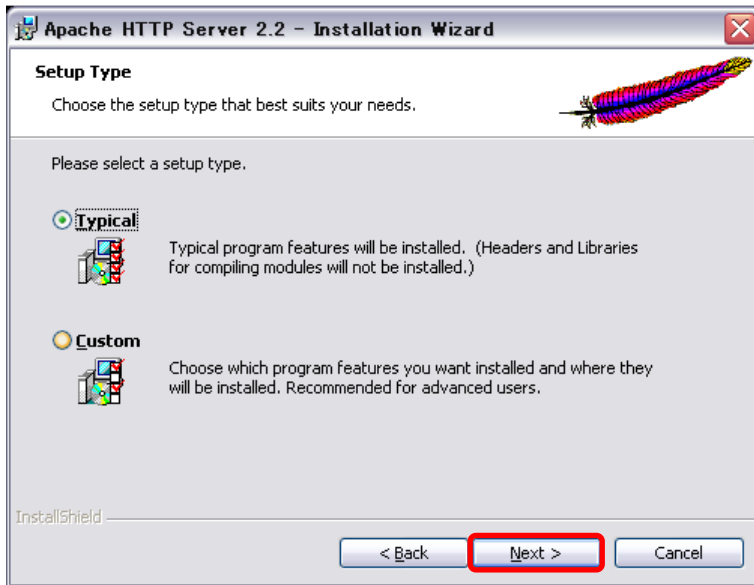 Apache HTTP Server 2.2 - Installation Wizard
Setup Type
Choose the setup type that best suits your needs.
Please select a setup type.
Typical
Typical program features will be installed. (Headers and Libraries
for compiling modules will not be installed.)
Custom
Choose which program features you want installed and where they
will be installed. Recommended for advanced users.
InstallShield
< Back Next > Cancel